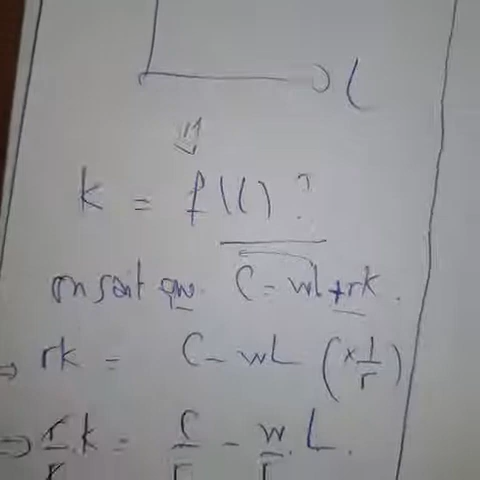 L
k = f(L) ?
on sait que C = wL + rk.
⇒ rk = C - wL (×1/r)
⇒ r/r k = C/r - w/r . L.